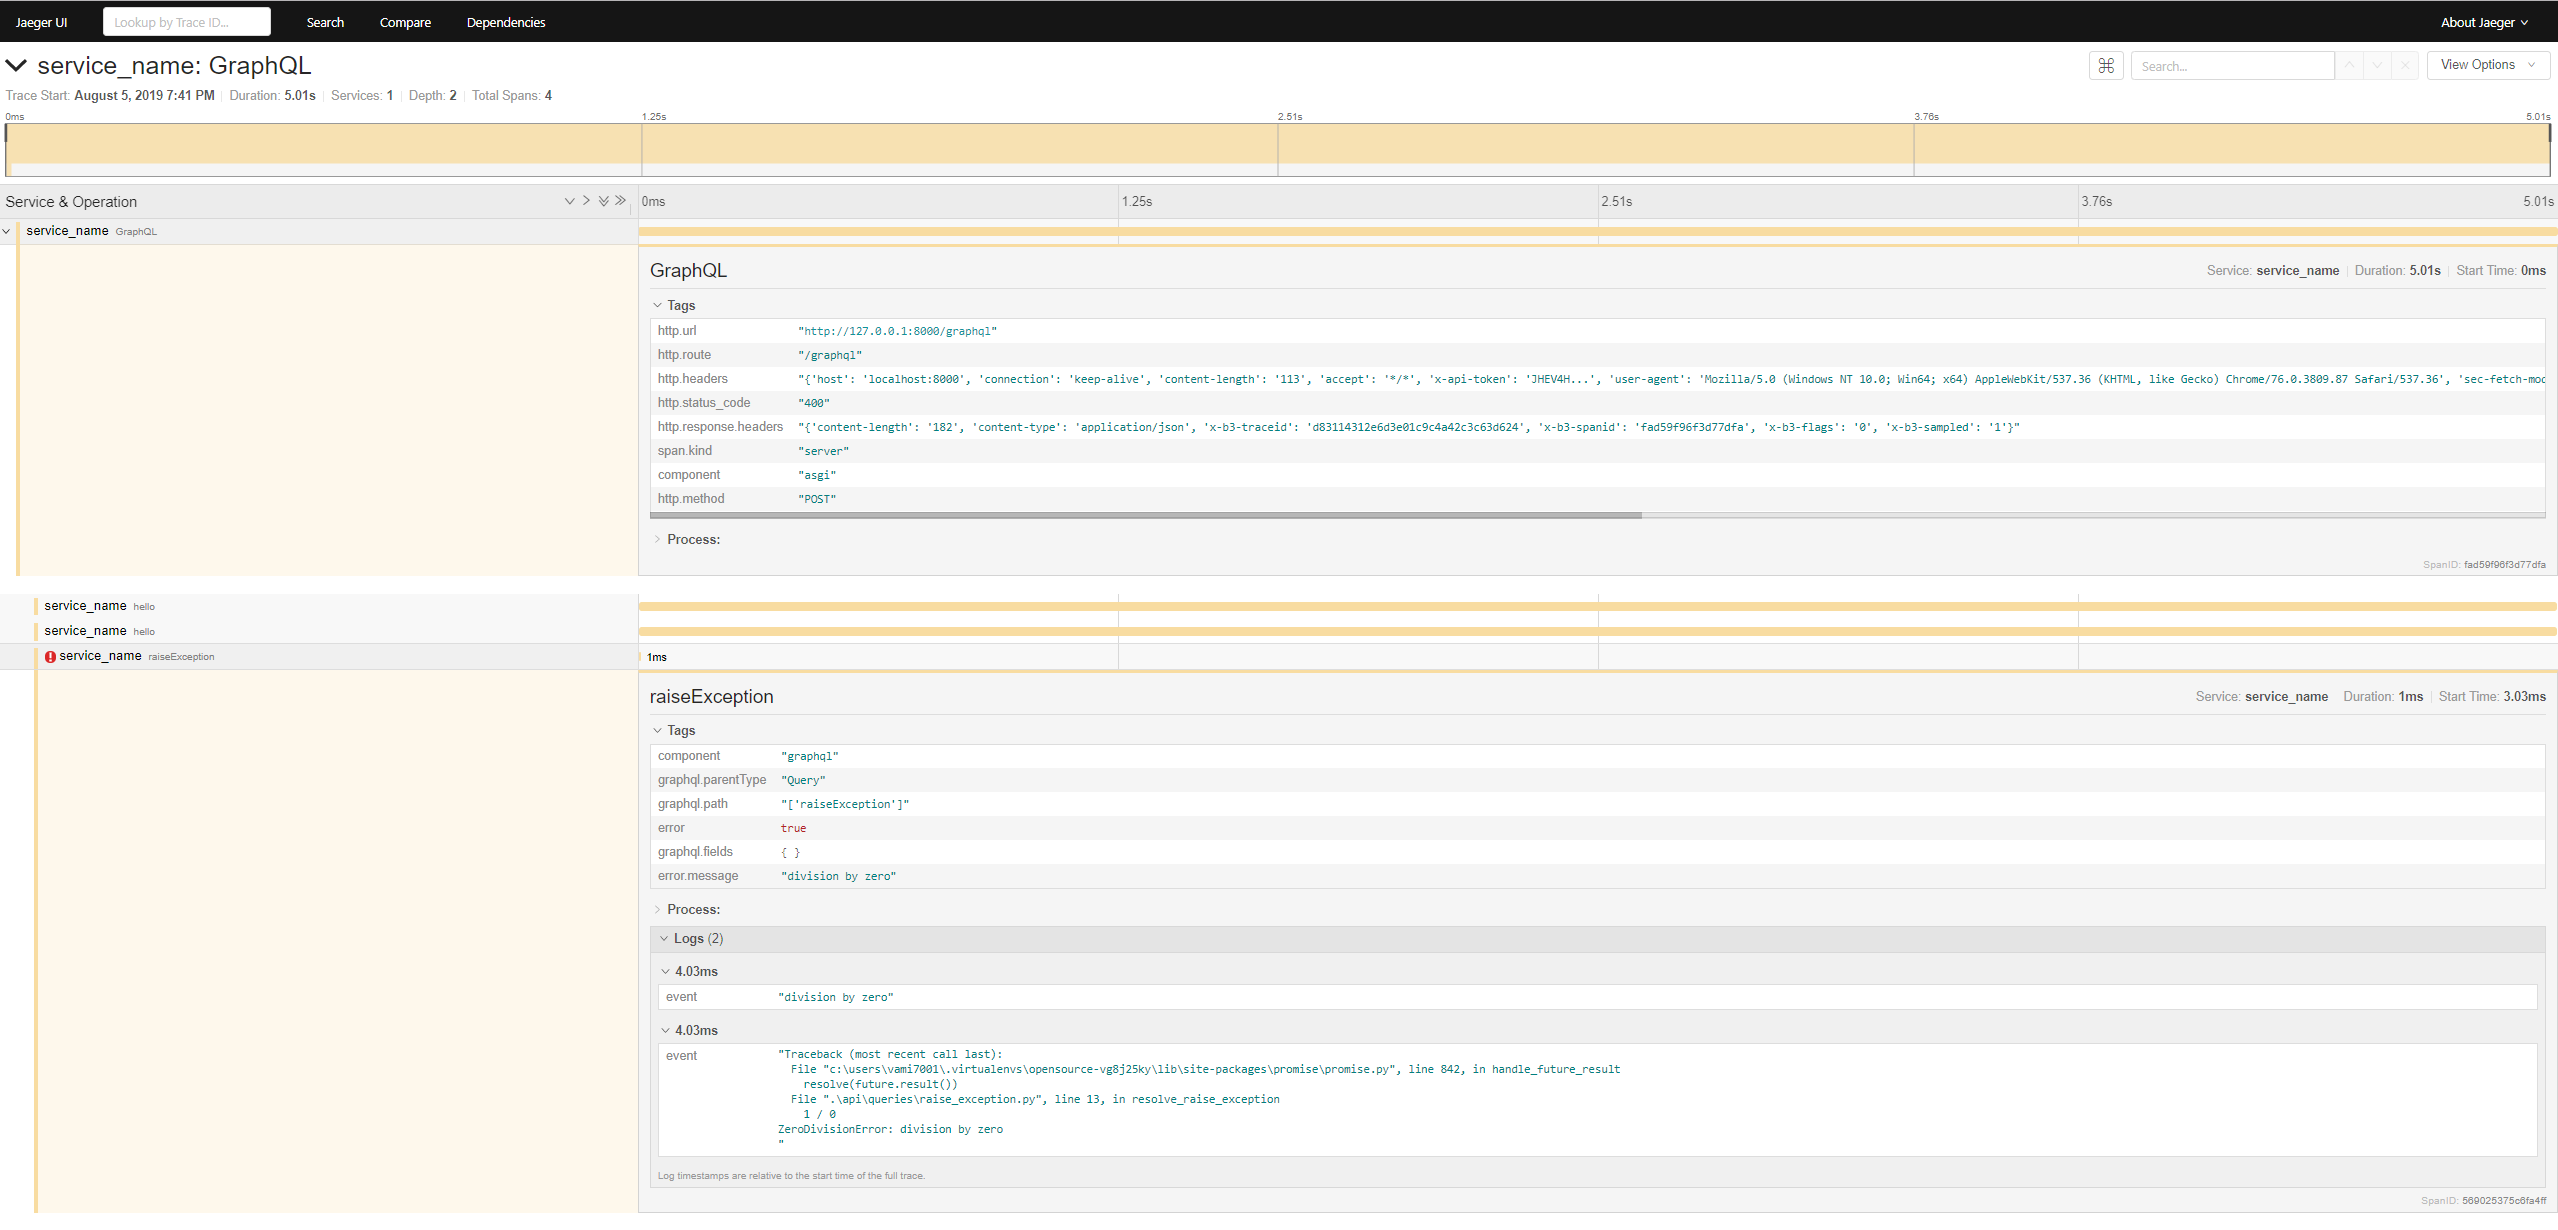 Jaeger UI Lookup by Trace ID... Search Compare Dependencies About Jaeger
service_name: GraphQL Search... View Options
Trace Start: August 5, 2019 7:41 PM Duration: 5.01s Services: 1 Depth: 2 Total Spans: 4
0ms 1.25s 2.51s 3.76s 5.01s
Service & Operation 0ms 1.25s 2.51s 3.76s 5.01s
service_name GraphQL
GraphQL Service: service_name Duration: 5.01s Start Time: 0ms
Tags
http.url "http://127.0.0.1:8000/graphql"
http.route "/graphql"
http.headers "{'host': 'localhost:8000', 'connection': 'keep-alive', 'content-length': '113', 'accept': '*/*', 'x-api-token': 'JHEV4H...', 'user-agent': 'Mozilla/5.0 (Windows NT 10.0; Win64; x64) AppleWebKit/537.36 (KHTML, like Gecko) Chrome/76.0.3809.87 Safari/537.36', 'sec-fetch-mod
http.status_code "400"
http.response.headers "{'content-length': '182', 'content-type': 'application/json', 'x-b3-traceid': 'd83114312e6d3e01c9c4a42c3c63d624', 'x-b3-spanid': 'fad59f96f3d77dfa', 'x-b3-flags': '0', 'x-b3-sampled': '1'}"
span.kind "server"
component "asgi"
http.method "POST"
Process:
SpanID: fad59f96f3d77dfa
service_name hello
service_name hello
service_name raiseException 1ms
raiseException Service: service_name Duration: 1ms Start Time: 3.03ms
Tags
component "graphql"
graphql.parentType "Query"
graphql.path "['raiseException']"
error true
graphql.fields { }
error.message "division by zero"
Process:
Logs (2)
4.03ms
event "division by zero"
4.03ms
event "Traceback (most recent call last):
File "c:\users\vami7001\.virtualenvs\opensource-vg8j25ky\lib\site-packages\promise\promise.py", line 842, in handle_future_result
resolve(future.result())
File ".\api\queries\raise_exception.py", line 13, in resolve_raise_exception
1 / 0
ZeroDivisionError: division by zero
"
Log timestamps are relative to the start time of the full trace.
SpanID: 569025375c6fa4ff